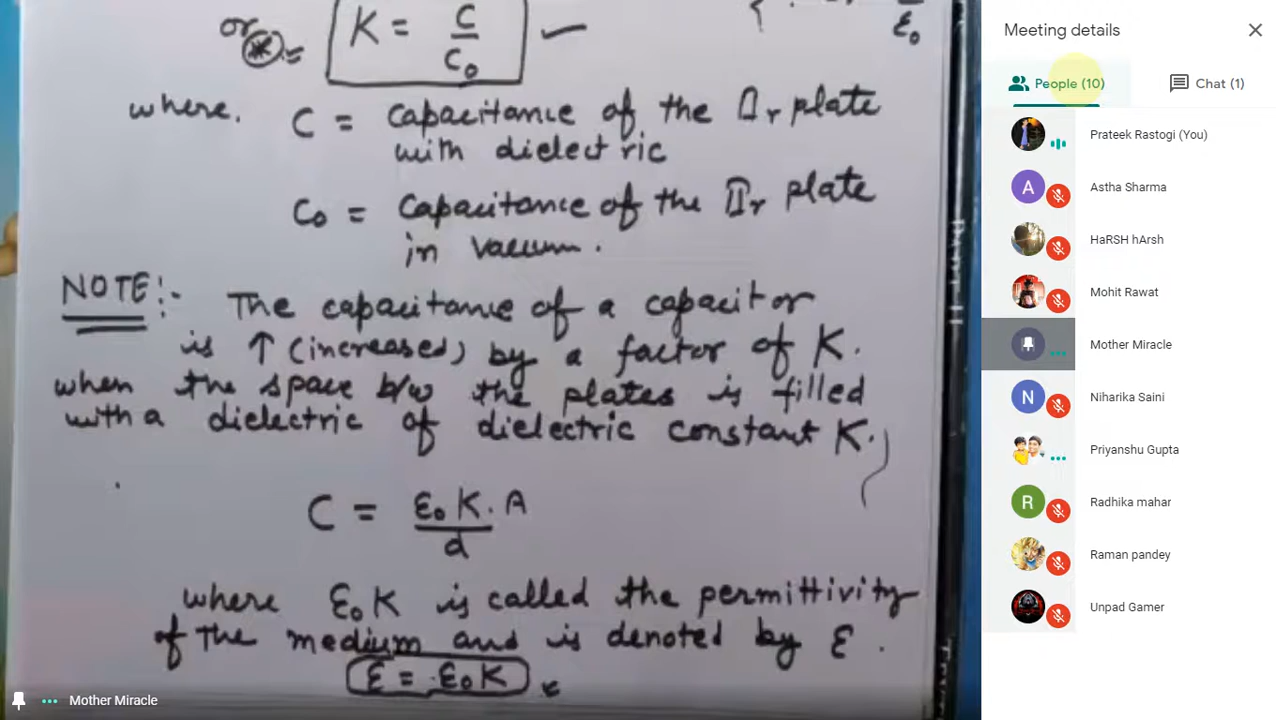 or K = C / C₀
ε₀
where, C = capacitance of the || r plate
with dielectric
C₀ = capacitance of the || r plate
in vacuum.
NOTE:- The capacitance of a capacitor
is ↑ (increased) by a factor of K.
when the space b/w the plates is filled
with a dielectric of dielectric constant K.
C = ε₀ K. A / d
where ε₀ K is called the permittivity
of the medium and is denoted by ε.
ε = ε₀ K
Mother Miracle
Meeting details
People (10)
Chat (1)
Prateek Rastogi (You)
A Astha Sharma
HaRSH hArsh
Mohit Rawat
Mother Miracle
N Niharika Saini
Priyanshu Gupta
R Radhika mahar
Raman pandey
Unpad Gamer